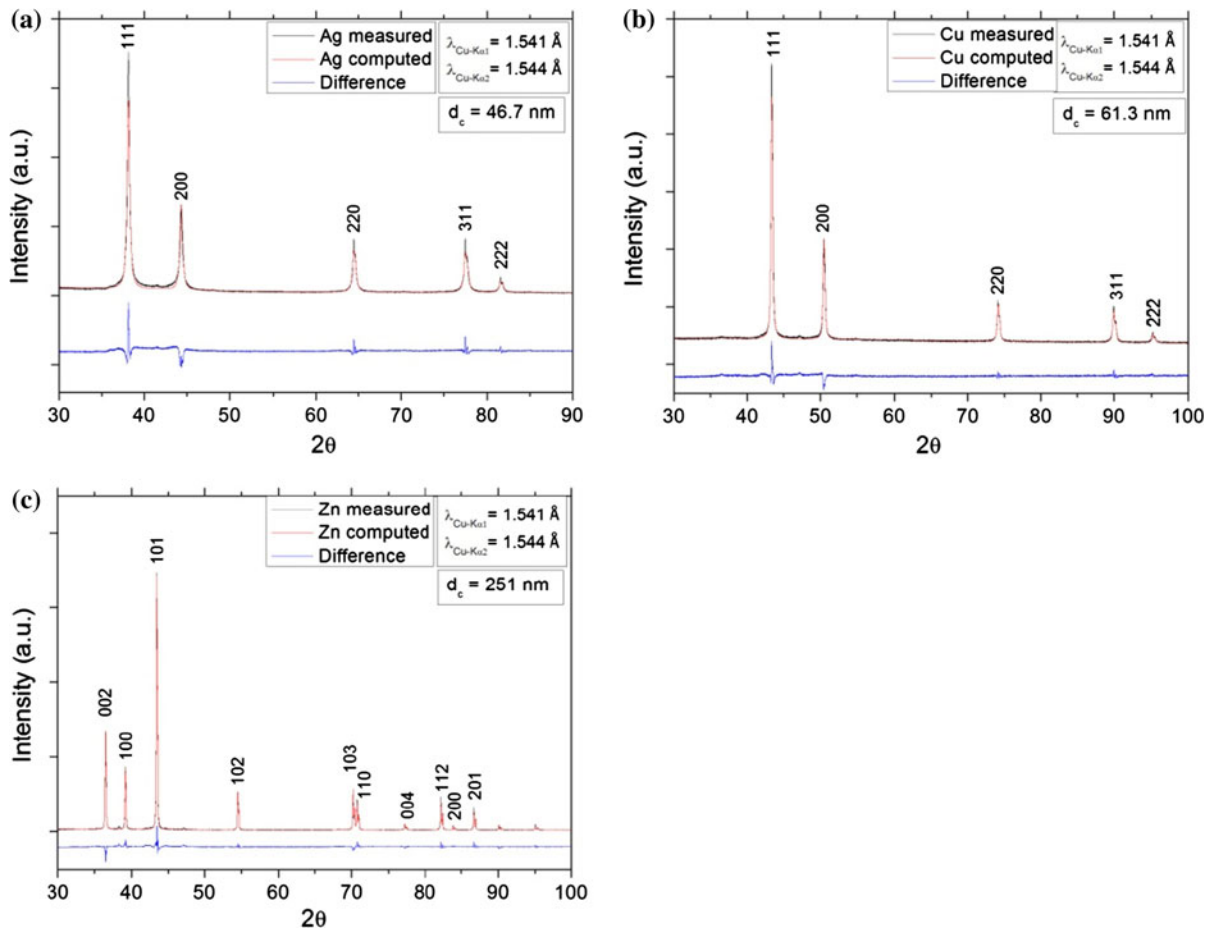 (a)
Ag measured
Ag computed
Difference
λCu-Kα1 = 1.541 Å
λCu-Kα2 = 1.544 Å
dc = 46.7 nm
111
200
220
311
222
Intensity (a.u.)
30 40 50 60 70 80 90
2θ
(b)
Cu measured
Cu computed
Difference
λCu-Kα1 = 1.541 Å
λCu-Kα2 = 1.544 Å
dc = 61.3 nm
111
200
220
311
222
Intensity (a.u.)
30 40 50 60 70 80 90 100
2θ
(c)
Zn measured
Zn computed
Difference
λCu-Kα1 = 1.541 Å
λCu-Kα2 = 1.544 Å
dc = 251 nm
002
100
101
102
103
110
004
112
200
201
Intensity (a.u.)
30 40 50 60 70 80 90 100
2θ